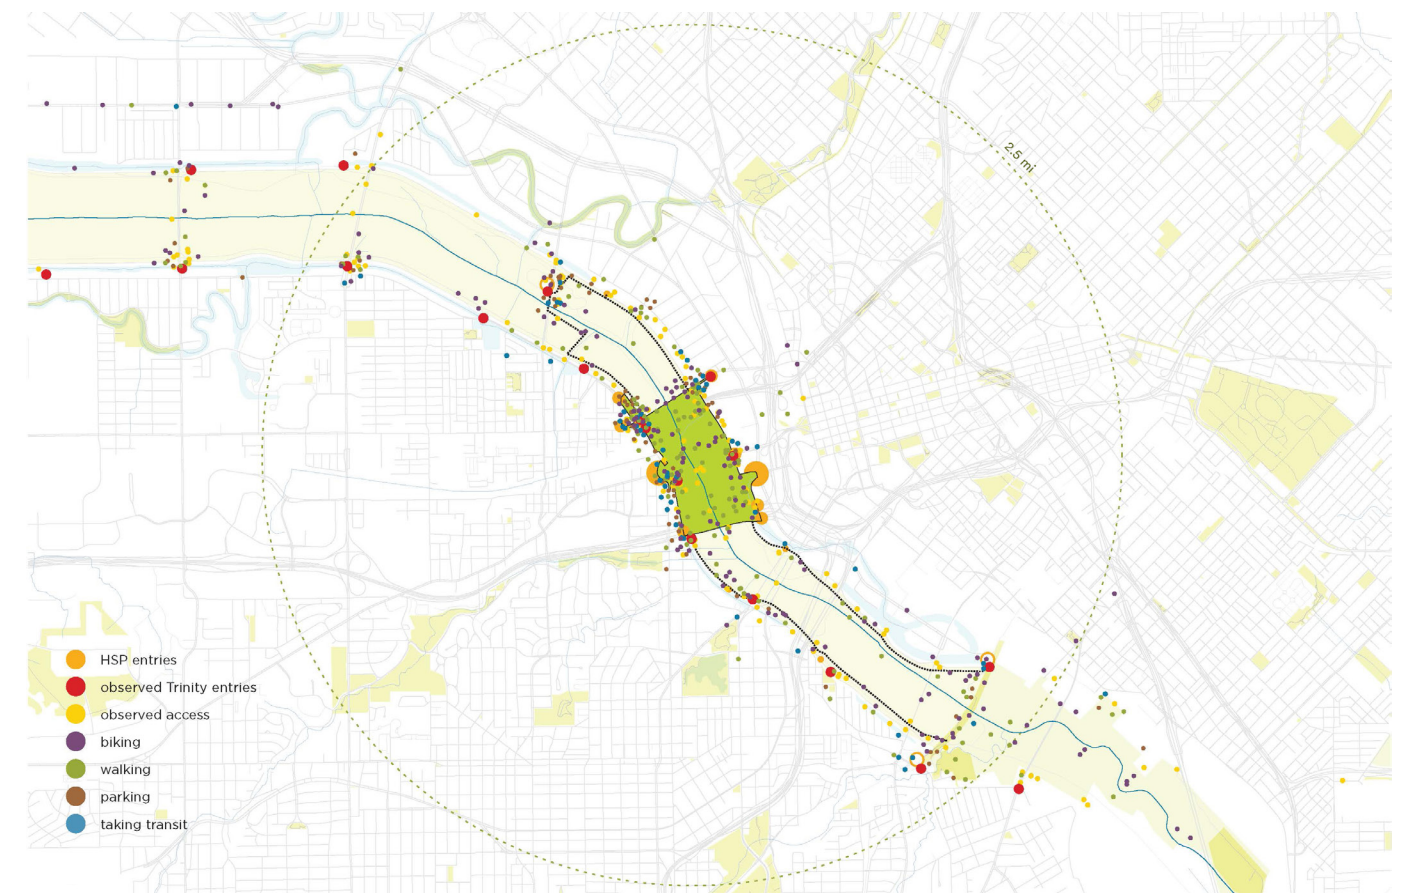 2.5 mi
HSP entries
observed Trinity entries
observed access
biking
walking
parking
taking transit